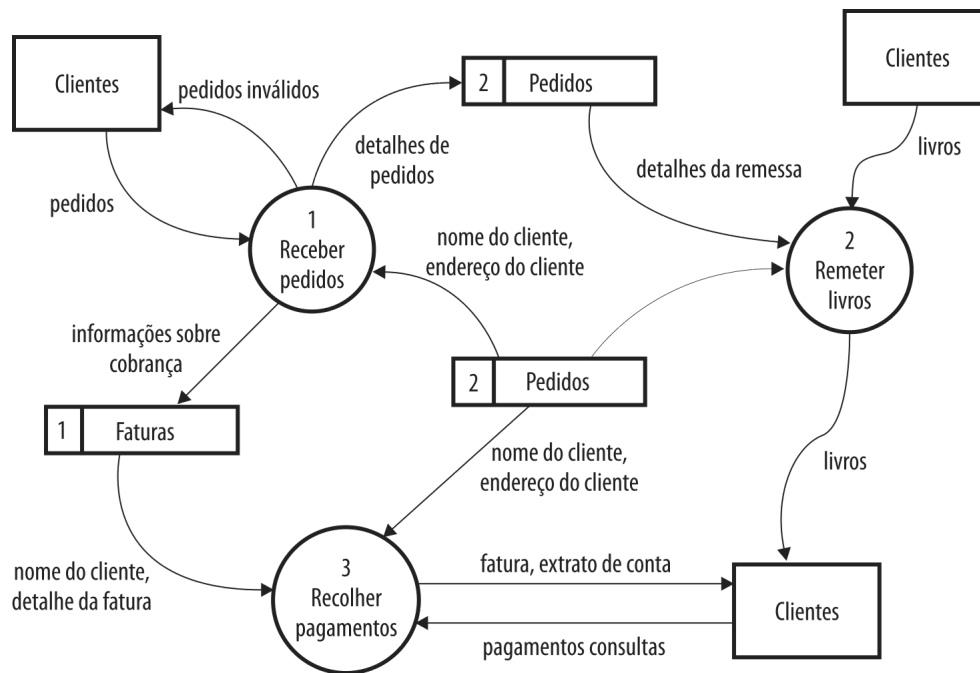 Clientes
pedidos inválidos
2
Pedidos
Clientes
detalhes de
pedidos
livros
pedidos
detalhes da remessa
1
Receber
pedidos
nome do cliente,
endereço do cliente
2
Remeter
livros
informações sobre
cobrança
2
Pedidos
1
Faturas
nome do cliente,
endereço do cliente
livros
nome do cliente,
detalhe da fatura
3
Recolher
pagamentos
fatura, extrato de conta
Clientes
pagamentos consultas